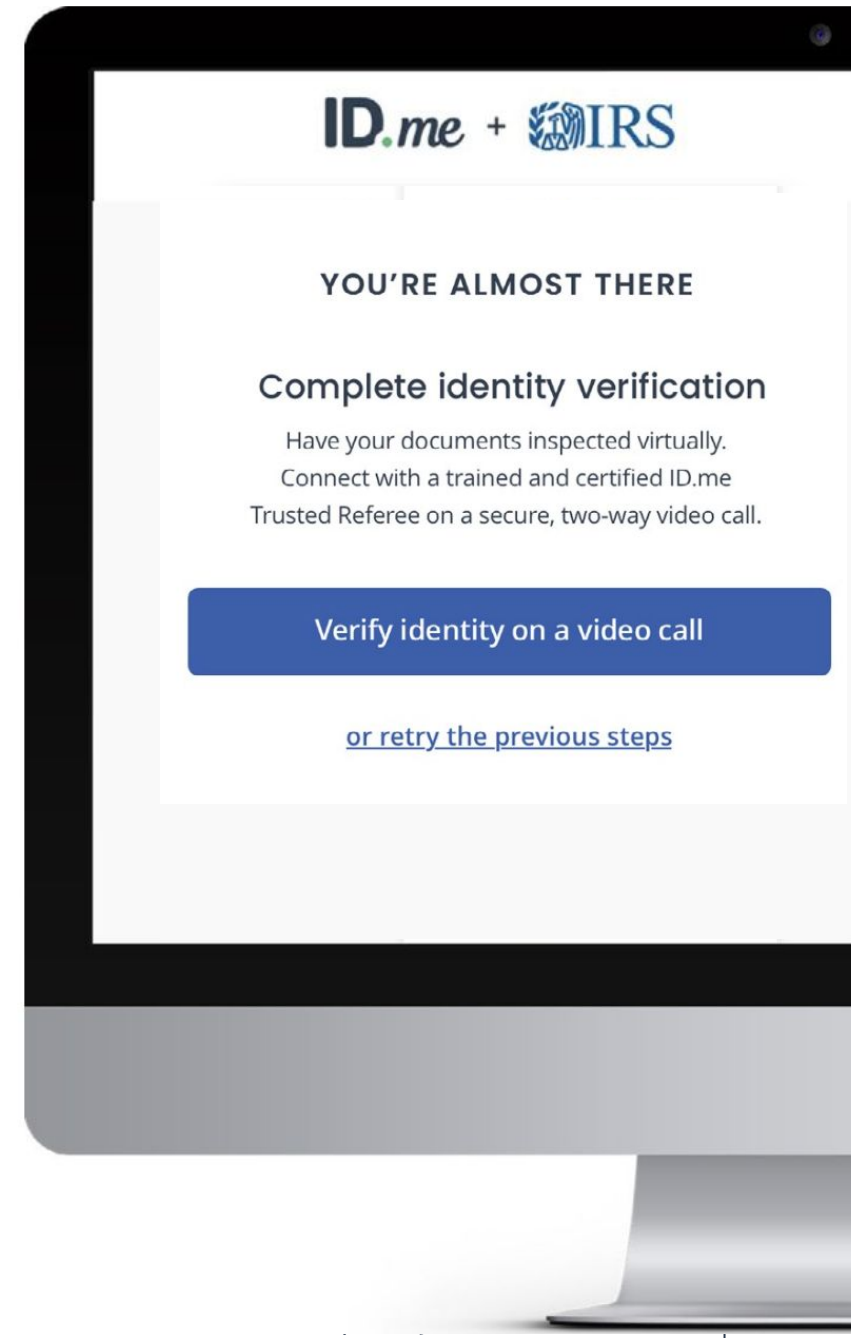 ID.me + IRS
YOU'RE ALMOST THERE
Complete identity verification
Have your documents inspected virtually.
Connect with a trained and certified ID.me
Trusted Referee on a secure, two-way video call.
Verify identity on a video call
or retry the previous steps